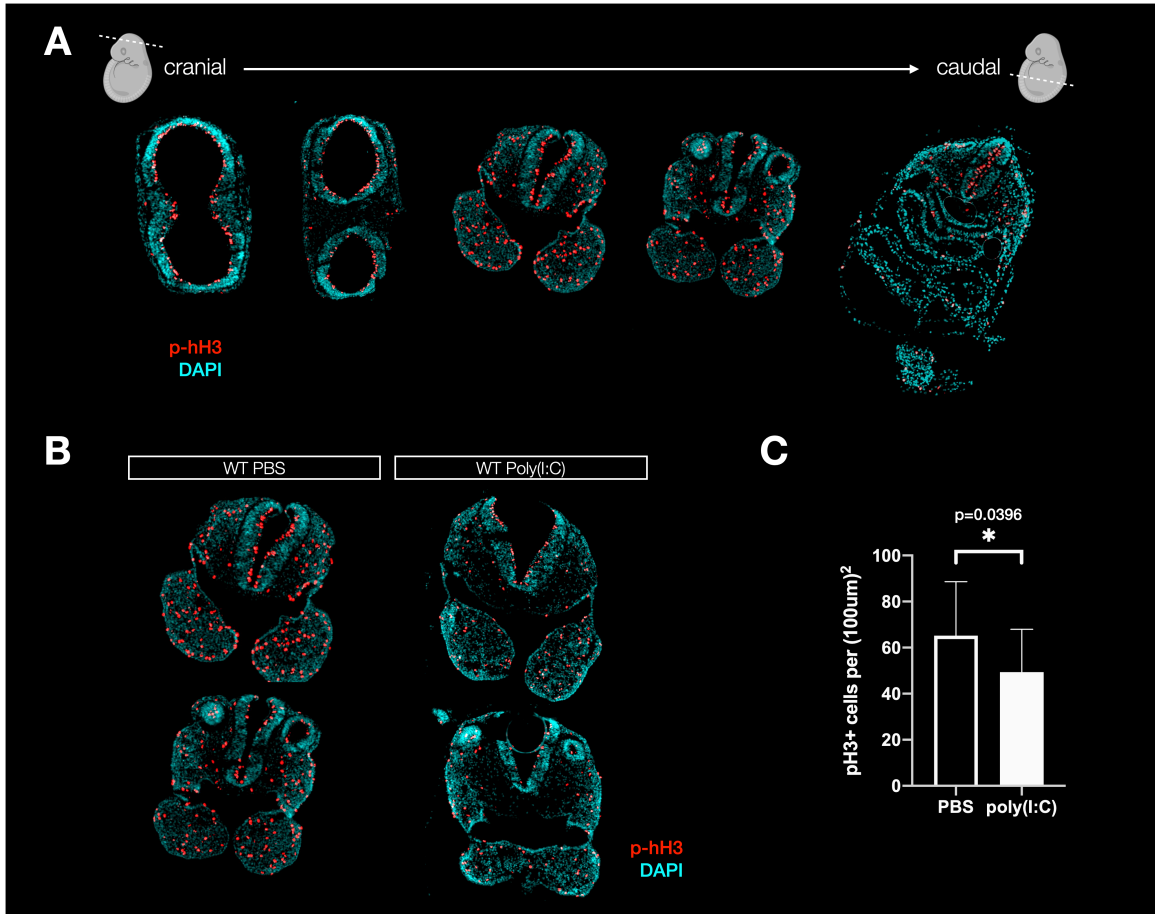 A
cranial
caudal
p-hH3
DAPI
B
WT PBS
WT Poly(I:C)
p-hH3
DAPI
C
p=0.0396
*
pH3+ cells per (100um)²
100
80
60
40
20
0
PBS
poly(I:C)